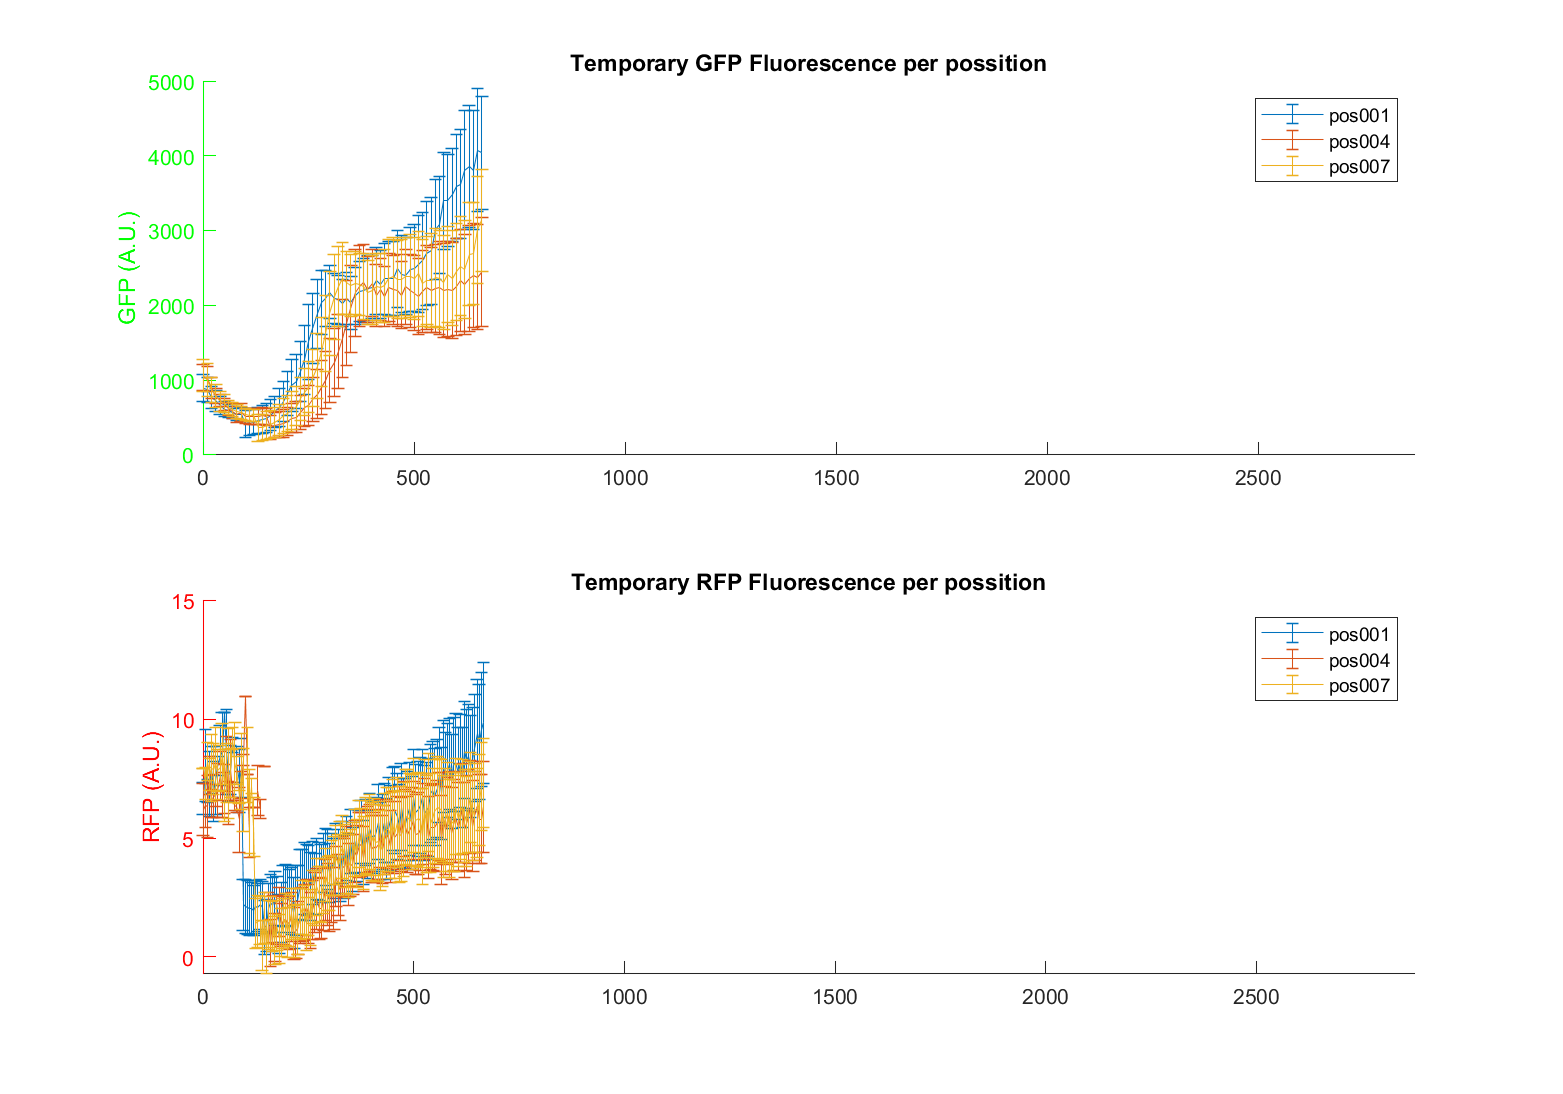 Temporary GFP Fluorescence per possition
5000
4000
3000
2000
1000
0
GFP (A.U.)
0 500 1000 1500 2000 2500
pos001
pos004
pos007
Temporary RFP Fluorescence per possition
15
10
5
0
RFP (A.U.)
0 500 1000 1500 2000 2500
pos001
pos004
pos007